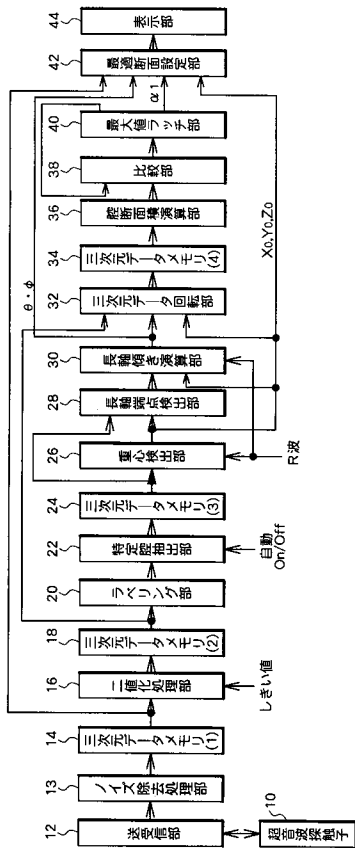 44
表示部
42
最適断面設定部
α1
40
最大値ラッチ部
38
比較部
36
腔断面積演算部
34
三次元データメモリ(4)
32
三次元データ回転部
θ・φ
X0,Y0,Z0
30
長軸傾き演算部
28
長軸端点検出部
26
重心検出部
R波
24
三次元データメモリ(3)
22
特定腔抽出部
自動
On/Off
20
ラベリング部
18
三次元データメモリ(2)
16
二値化処理部
しきい値
14
三次元データメモリ(1)
13
ノイズ除去処理部
12
送受信部
10
超音波探触子